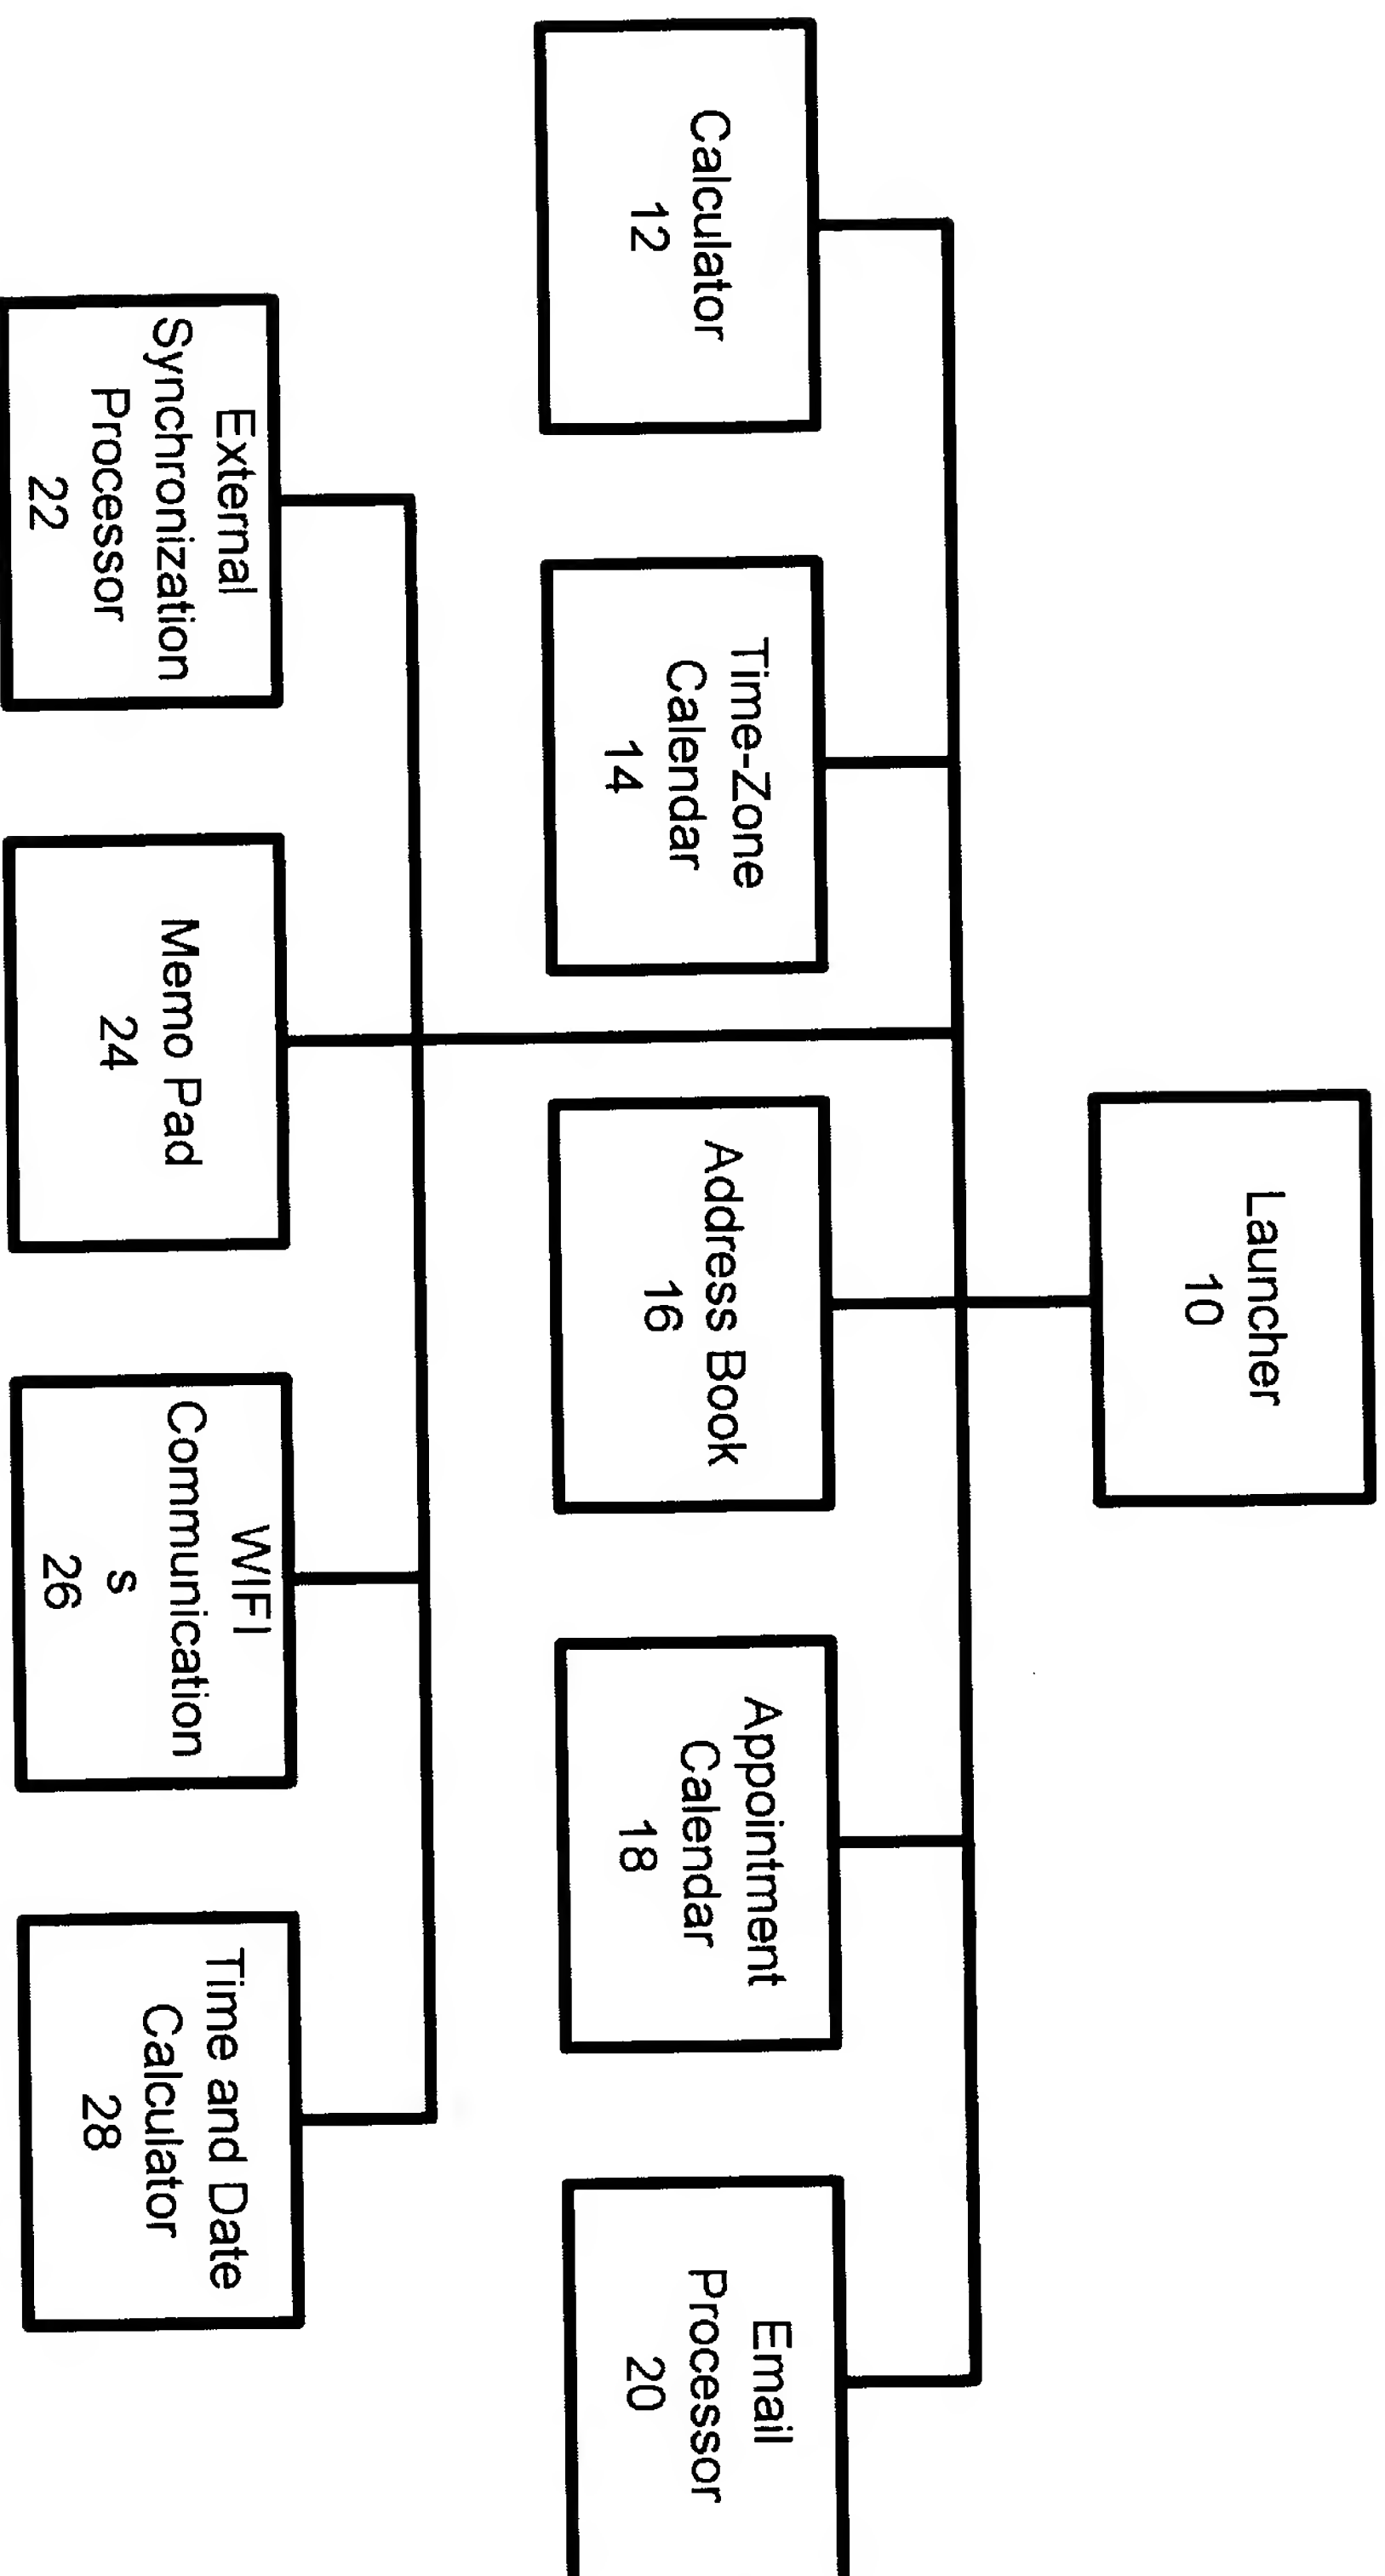 Launcher
10
Calculator
12
Time-Zone
Calendar
14
Address Book
16
Appointment
Calendar
18
Email
Processor
20
External
Synchronization
Processor
22
Memo Pad
24
WIFI
Communication
s
26
Time and Date
Calculator
28